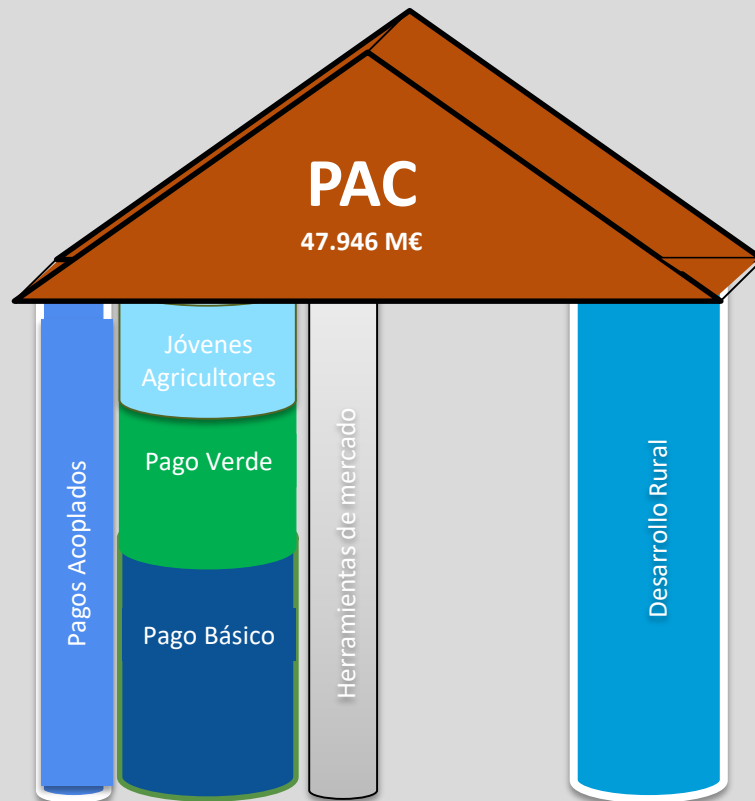 PAC
47.946 M€
Jóvenes
Agricultores
Pago Verde
Pago Básico
Pagos Acoplados
Herramientas de mercado
Desarrollo Rural